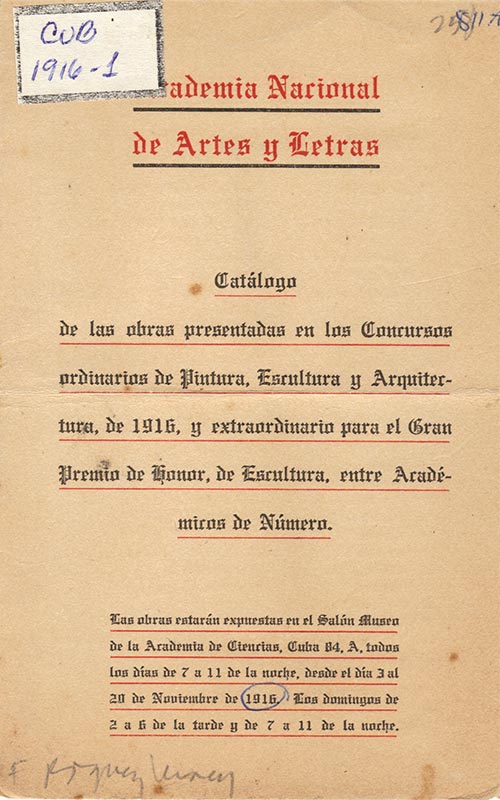 CUB
1916-1
ademia Nacional
de Artes y Letras
Catálogo
de las obras presentadas en los Concursos
ordinarios de Pintura, Escultura y Arquitec-
tura, de 1916, y extraordinario para el Gran
Premio de Honor, de Escultura, entre Acadé-
micos de Número.
Las obras estarán expuestas en el Salón Museo
de la Academia de Ciencias, Cuba 84, A, todos
los días de 7 a 11 de la noche, desde el día 3 al
20 de Noviembre de 1916. Los domingos de
2 a 6 de la tarde y de 7 a 11 de la noche.